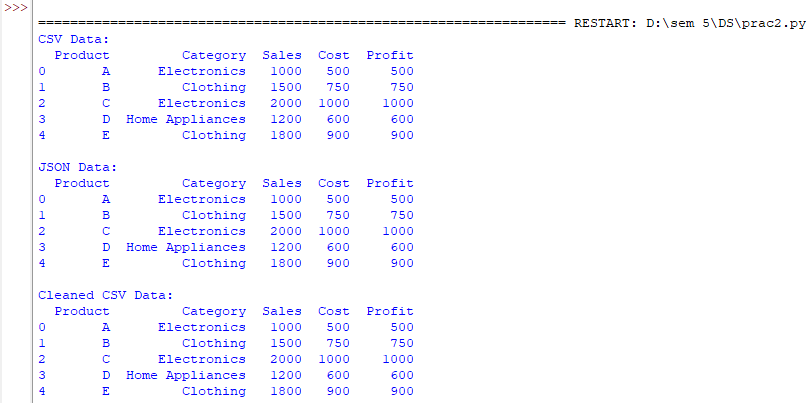 >>>
================================================================== RESTART: D:\sem 5\DS\prac2.py
CSV Data:
  Product         Category  Sales  Cost  Profit
0       A      Electronics   1000   500     500
1       B         Clothing   1500   750     750
2       C      Electronics   2000  1000    1000
3       D  Home Appliances   1200   600     600
4       E         Clothing   1800   900     900
JSON Data:
  Product         Category  Sales  Cost  Profit
0       A      Electronics   1000   500     500
1       B         Clothing   1500   750     750
2       C      Electronics   2000  1000    1000
3       D  Home Appliances   1200   600     600
4       E         Clothing   1800   900     900
Cleaned CSV Data:
  Product         Category  Sales  Cost  Profit
0       A      Electronics   1000   500     500
1       B         Clothing   1500   750     750
2       C      Electronics   2000  1000    1000
3       D  Home Appliances   1200   600     600
4       E         Clothing   1800   900     900